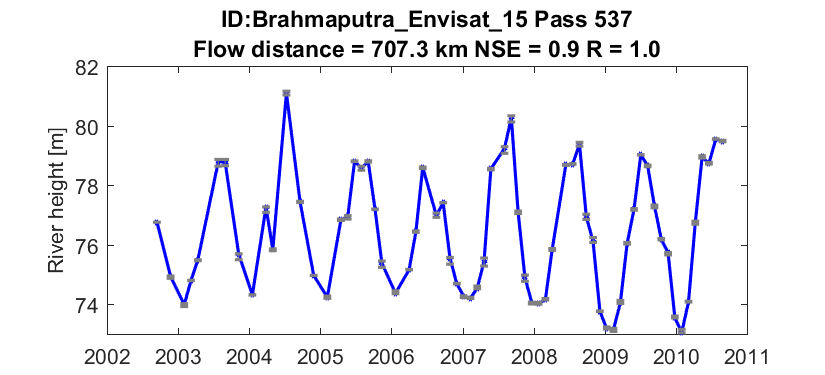 ID:Brahmaputra_Envisat_15 Pass 537
Flow distance = 707.3 km NSE = 0.9 R = 1.0
82
80
78
76
74
River height [m]
2002 2003 2004 2005 2006 2007 2008 2009 2010 2011